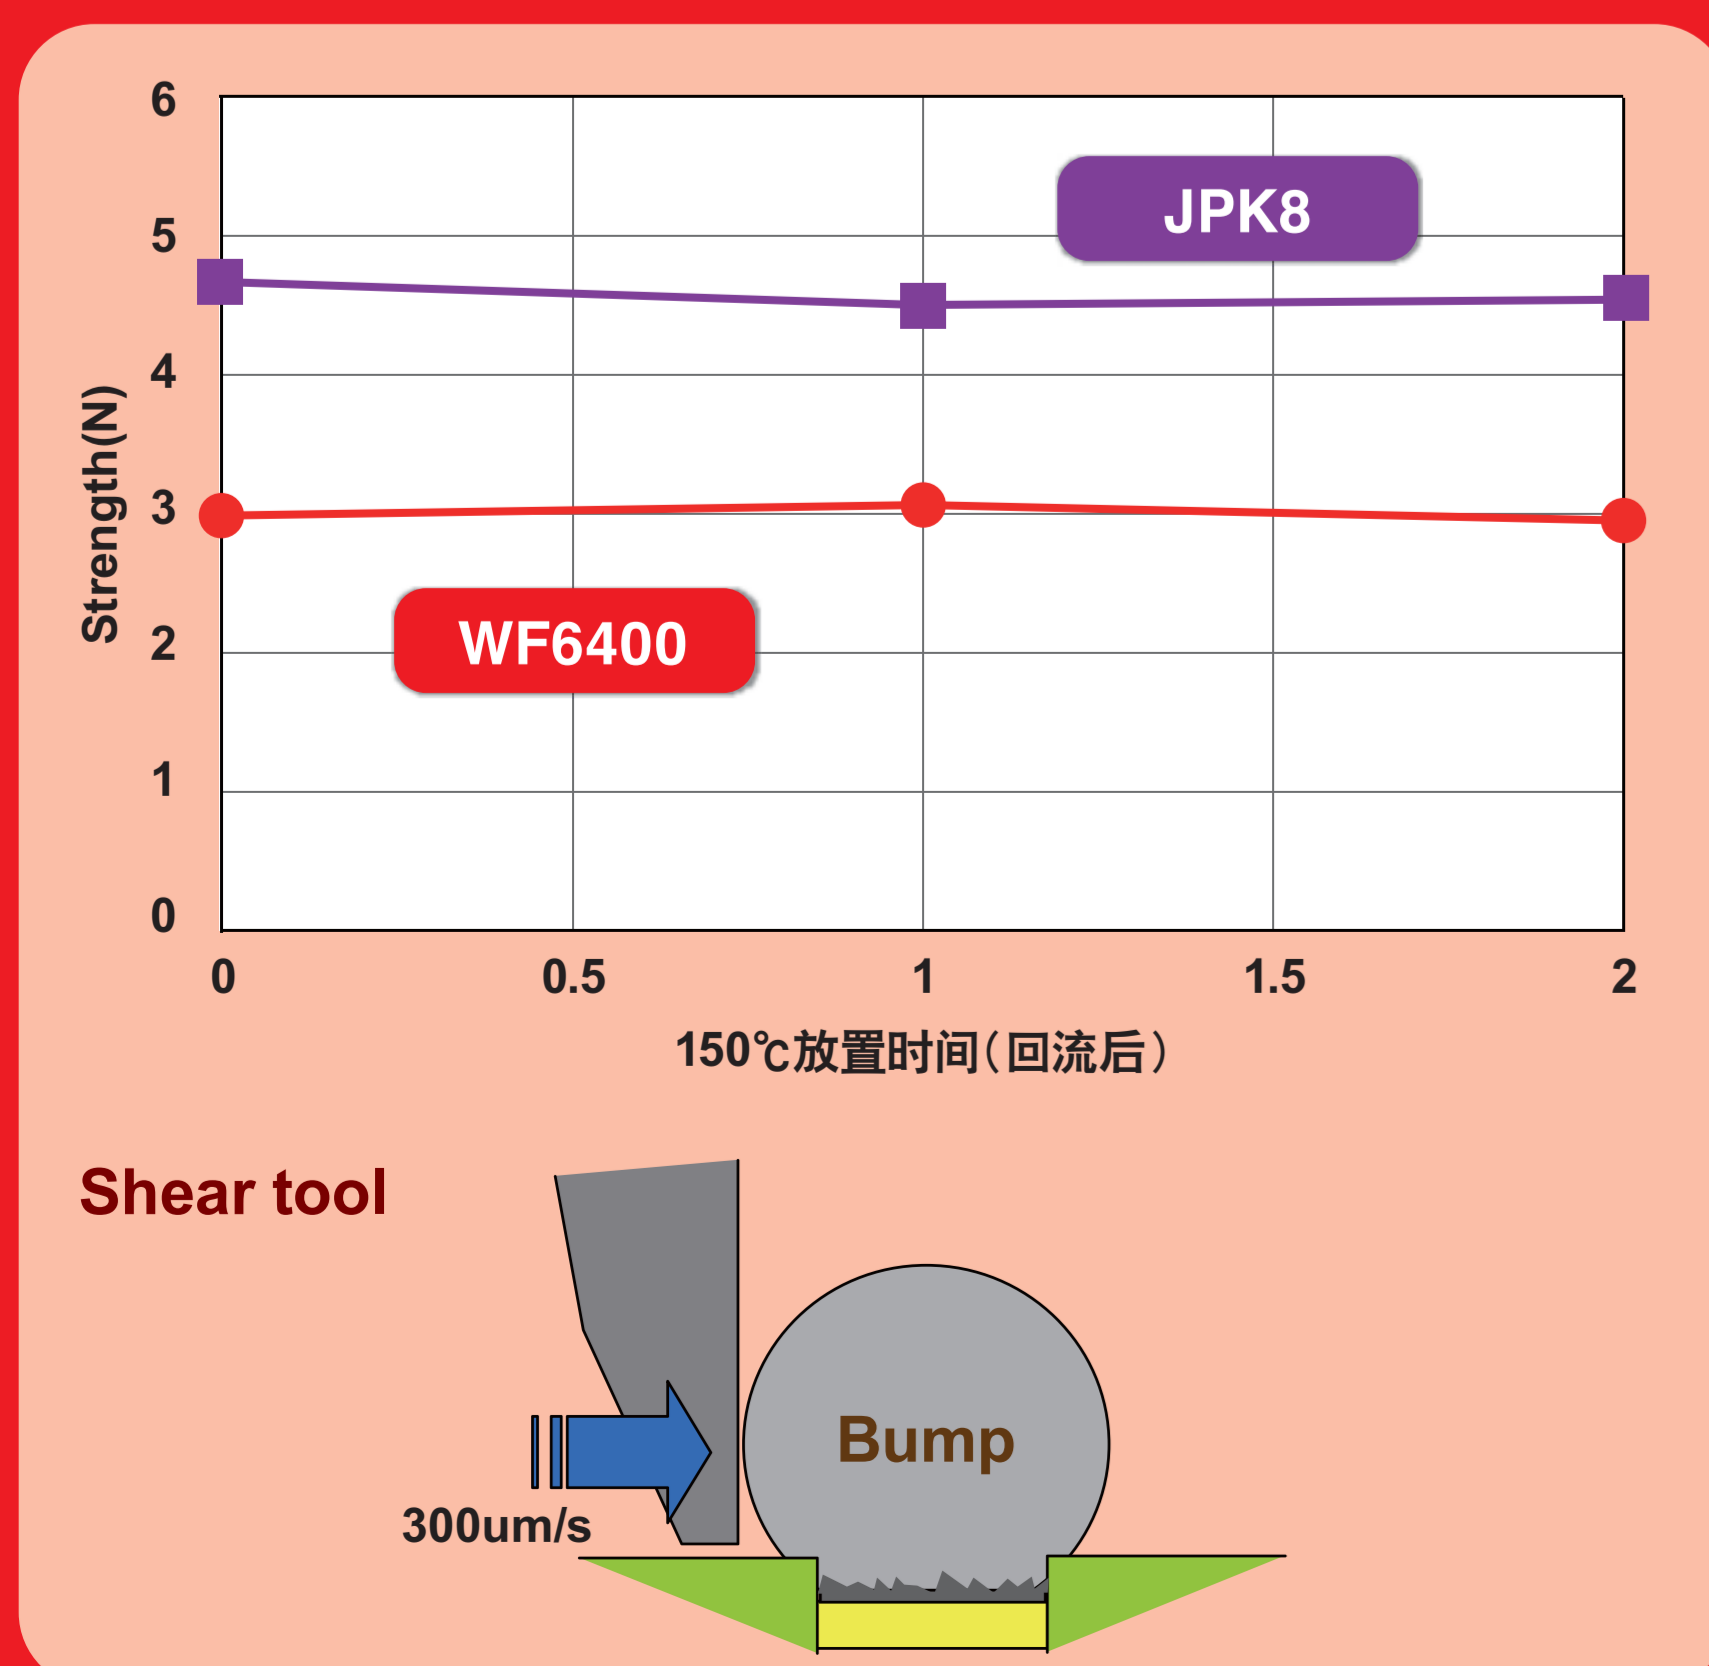 6
5
4
3
2
1
0
Strength(N)
JPK8
WF6400
0 0.5 1 1.5 2
150℃放置时间（回流后）
Shear tool
Bump
300um/s